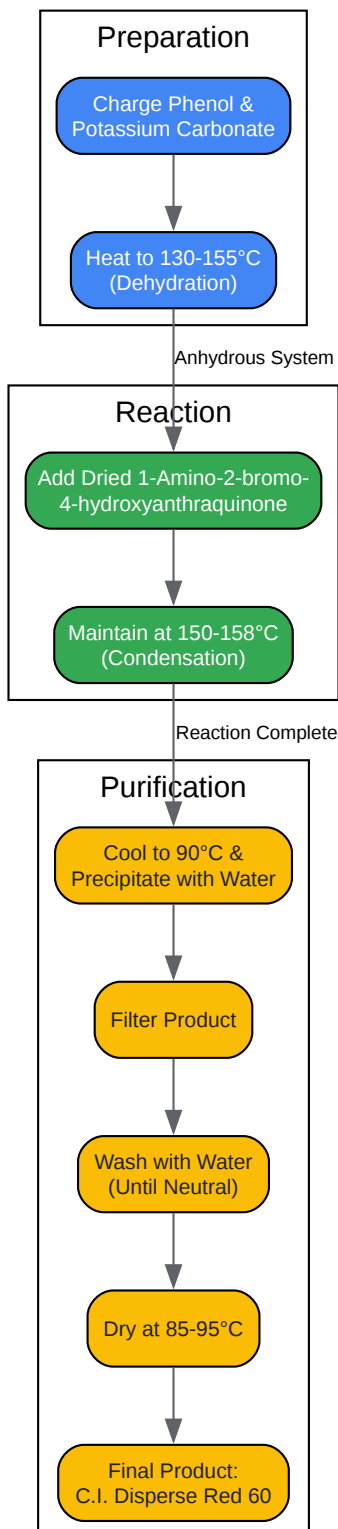 Preparation
Charge Phenol &
Potassium Carbonate
Heat to 130-155°C
(Dehydration)
Anhydrous System
Reaction
Add Dried 1-Amino-2-bromo-
4-hydroxyanthraquinone
Maintain at 150-158°C
(Condensation)
Reaction Complete
Purification
Cool to 90°C &
Precipitate with Water
Filter Product
Wash with Water
(Until Neutral)
Dry at 85-95°C
Final Product:
C.I. Disperse Red 60